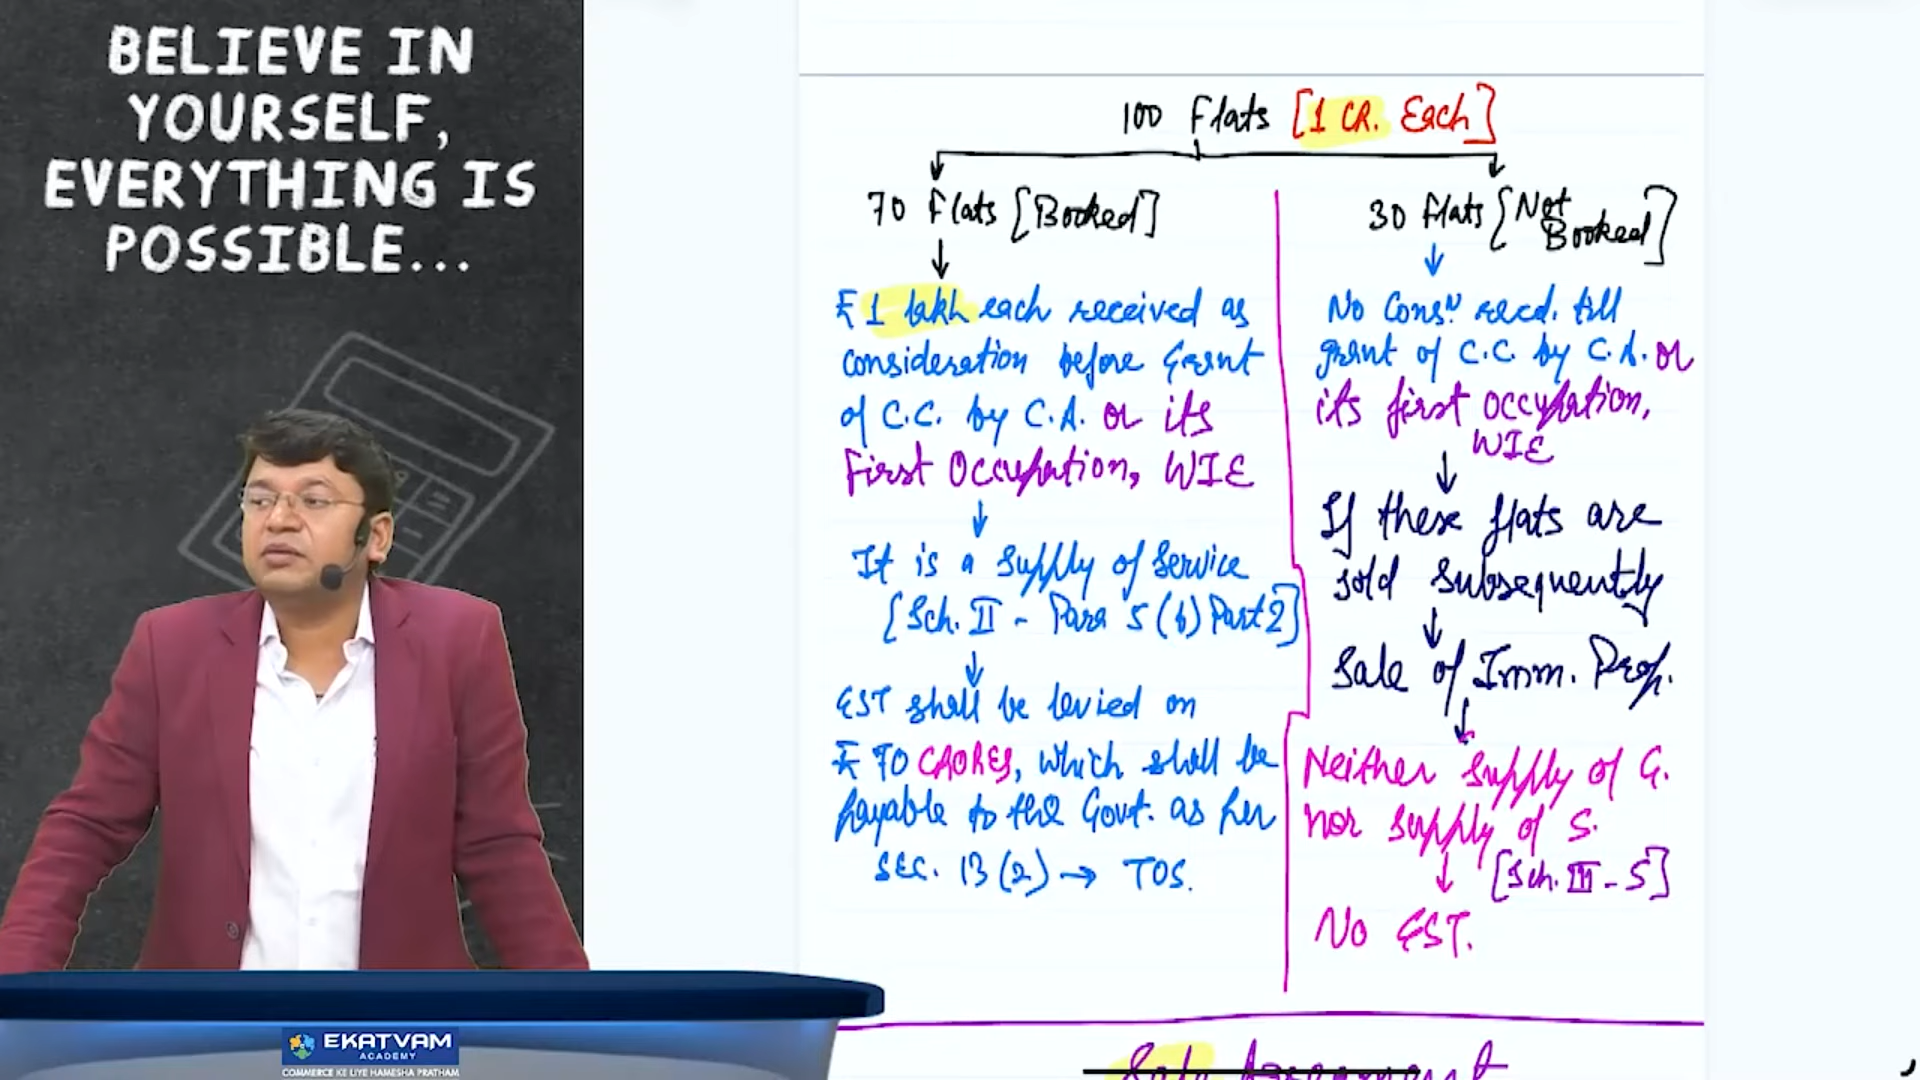 BELIEVE IN
YOURSELF,
EVERYTHING IS
POSSIBLE...
100 Flats [1 CR. Each]
70 Flats [Booked]
₹ 1 lakh each received as
consideration before Grant
of C.C. by C.A. or its
First Occupation, WIE
It is a Supply of Service
[Sch. II - Para 5(b) Part 2]
GST shall be levied on
₹ 70 CRORES, which shall be
payable to the Govt. as per
SEC. 13(2) → TOS.
30 Flats [Not
Booked]
No Consn. recd. till
grant of C.C. by C.A. or
its first occupation,
WIE
If these flats are
sold subsequently
Sale of Imm. Prop.
Neither Supply of G.
nor Supply of S.
[Sch. III - 5]
No GST.
EKATVAM
ACADEMY
COMMERCE KE LIYE HAMESHA PRATHAM